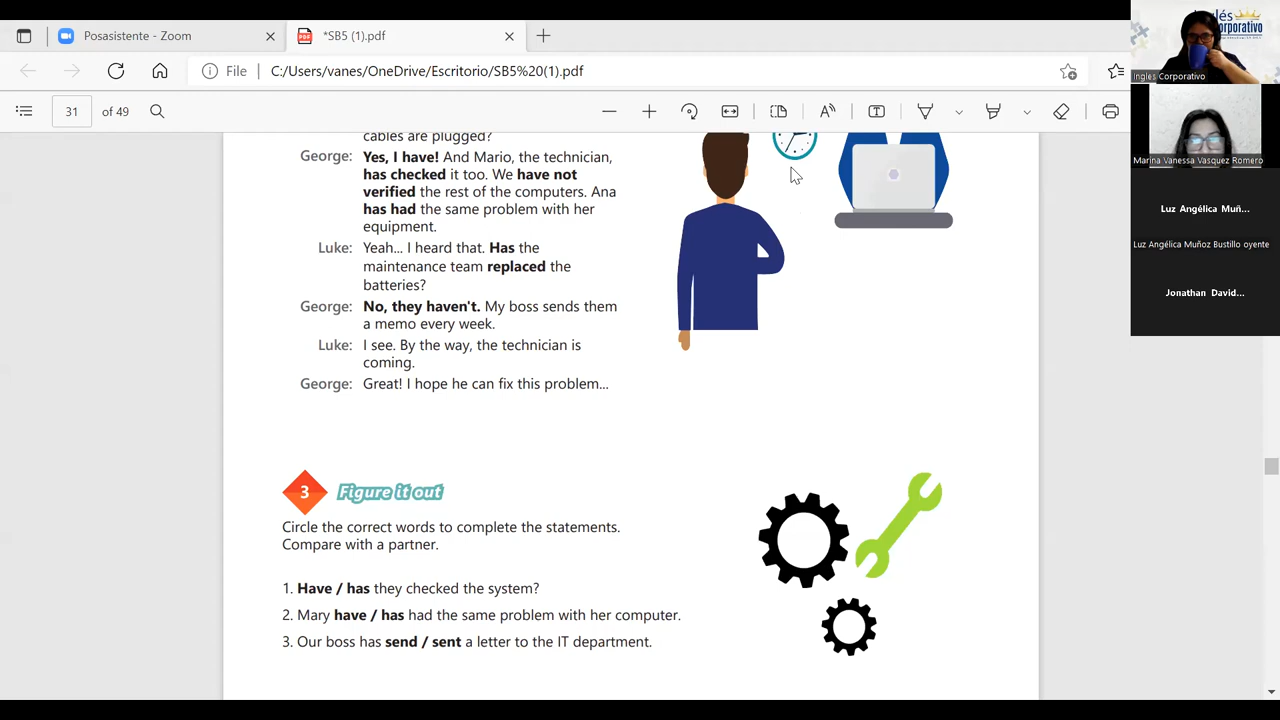 Posasistente - Zoom
*SB5 (1).pdf
File
C:/Users/vanes/OneDrive/Escritorio/SB5%20(1).pdf
31
of 49
cables are plugged?
George: Yes, I have! And Mario, the technician,
has checked it too. We have not
verified the rest of the computers. Ana
has had the same problem with her
equipment.
Luke: Yeah... I heard that. Has the
maintenance team replaced the
batteries?
George: No, they haven't. My boss sends them
a memo every week.
Luke: I see. By the way, the technician is
coming.
George: Great! I hope he can fix this problem...
3 Figure it out
Circle the correct words to complete the statements.
Compare with a partner.
1. Have / has they checked the system?
2. Mary have / has had the same problem with her computer.
3. Our boss has send / sent a letter to the IT department.
Ingles Corporativo
Marina Vanessa Vasquez Romero
Luz Angélica Muñ...
Luz Angélica Muñoz Bustillo oyente
Jonathan David...